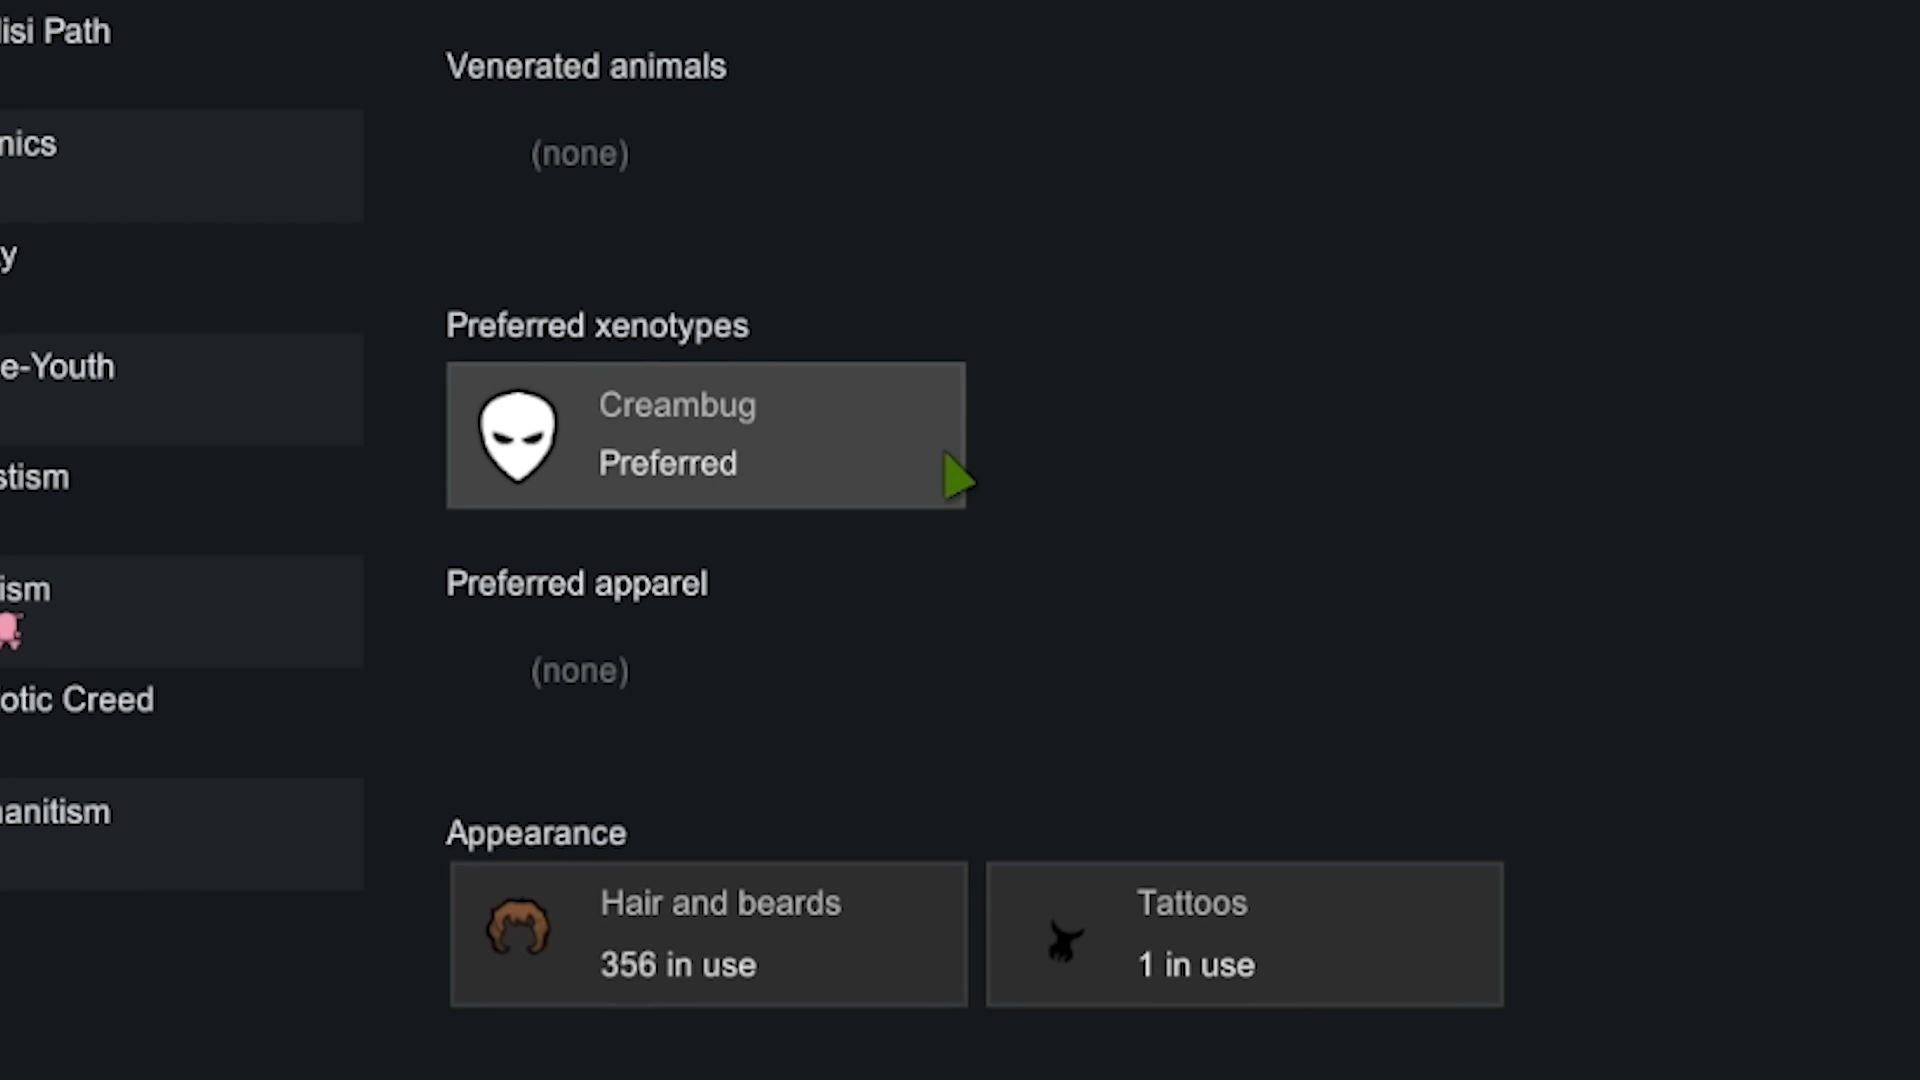 isi Path
nics
y
e-Youth
stism
ism
otic Creed
anitism
Venerated animals
(none)
Preferred xenotypes
Creambug
Preferred
Preferred apparel
(none)
Appearance
Hair and beards
356 in use
Tattoos
1 in use